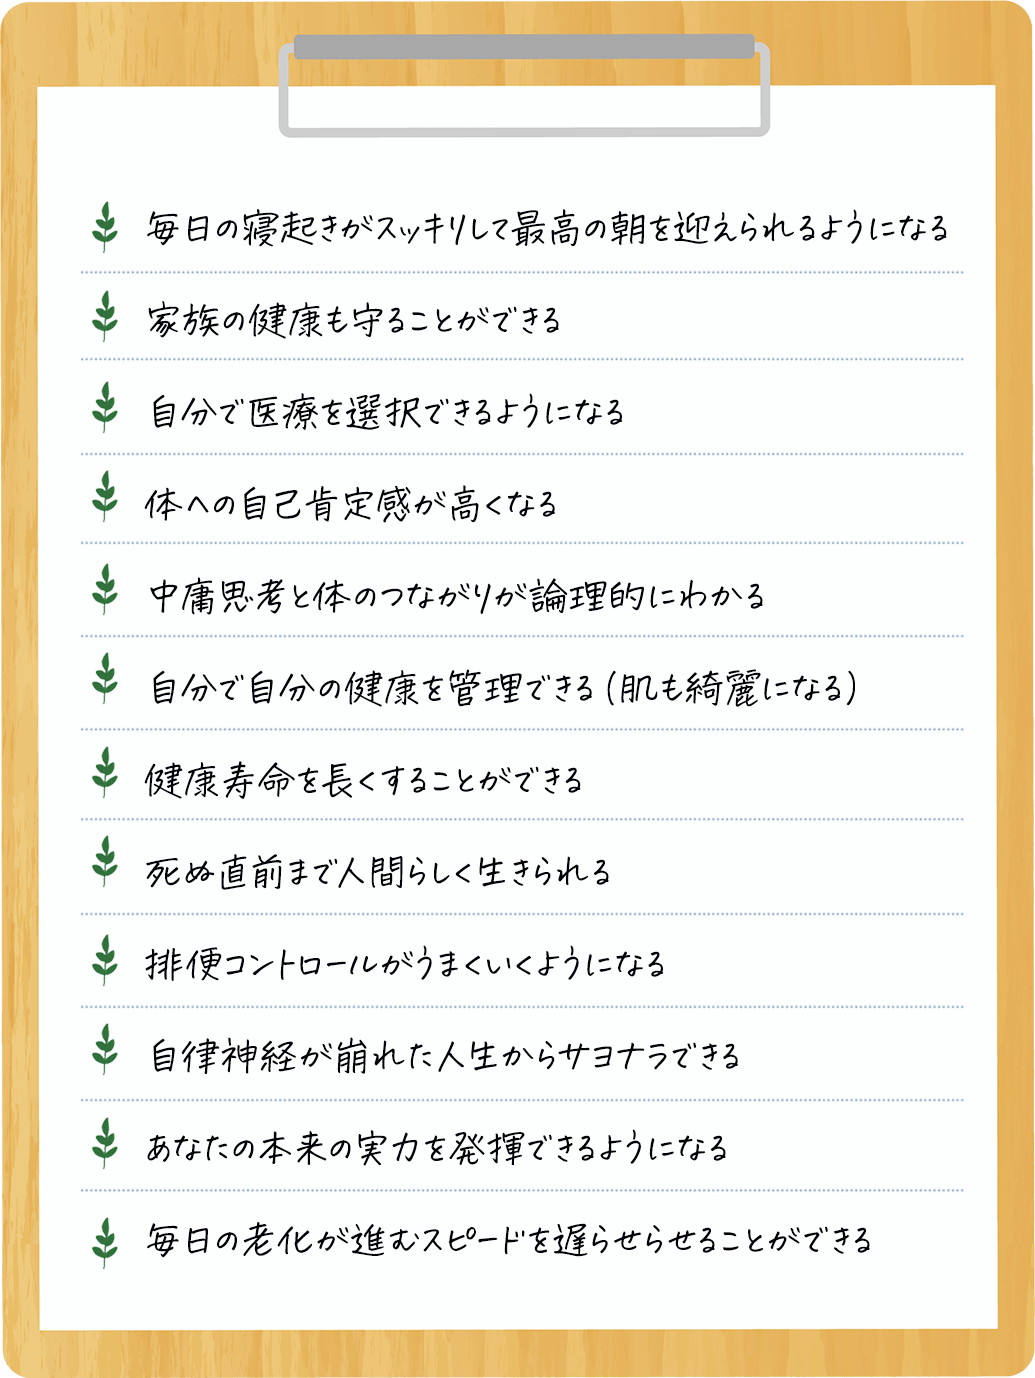 毎日の寝起きがスッキリして最高の朝を迎えられるようになる
家族の健康も守ることができる
自分で医療を選択できるようになる
体への自己肯定感が高くなる
中庸思考と体のつながりが論理的にわかる
自分で自分の健康を管理できる（肌も綺麗になる）
健康寿命を長くすることができる
死ぬ直前まで人間らしく生きられる
排便コントロールがうまくいくようになる
自律神経が崩れた人生からサヨナラできる
あなたの本来の実力を発揮できるようになる
毎日の老化が進むスピードを遅らせらせることができる